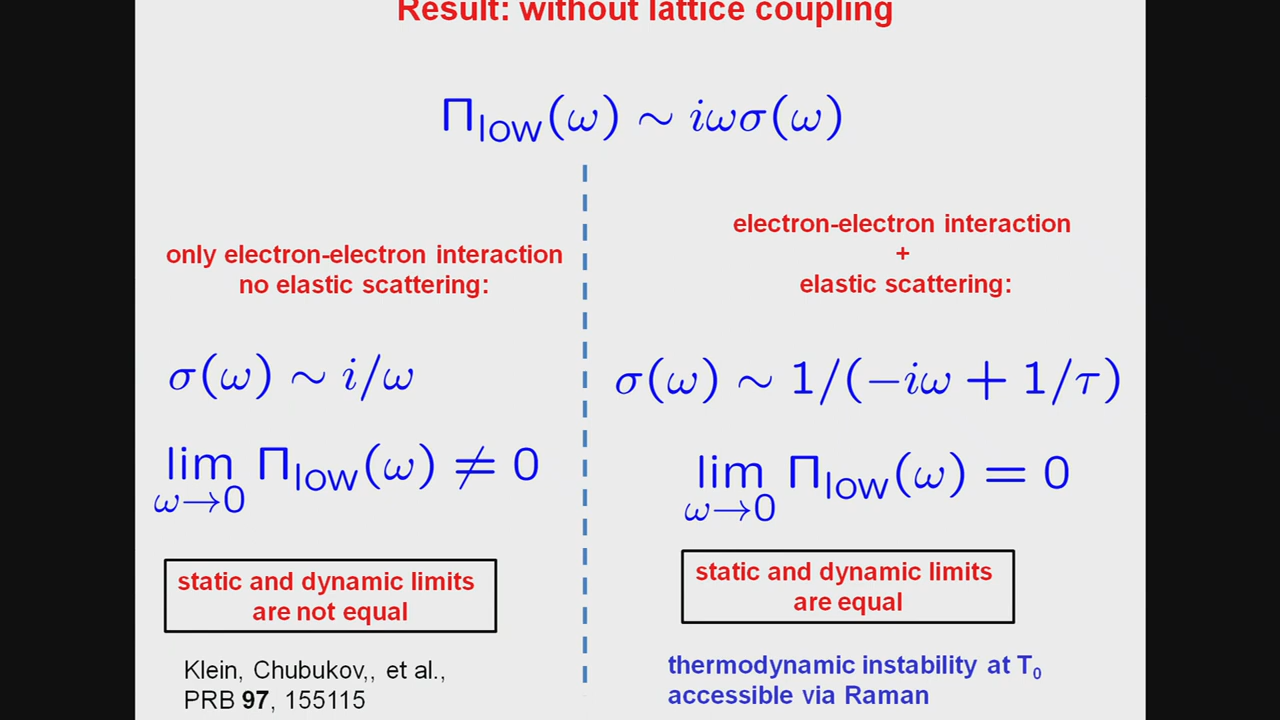 Result: without lattice coupling
Π_low(ω) ∼ iωσ(ω)
only electron-electron interaction
no elastic scattering:
σ(ω) ∼ i/ω
lim_{ω→0} Π_low(ω) ≠ 0
static and dynamic limits
are not equal
Klein, Chubukov,, et al.,
PRB 97, 155115
electron-electron interaction
+
elastic scattering:
σ(ω) ∼ 1/(−iω + 1/τ)
lim_{ω→0} Π_low(ω) = 0
static and dynamic limits
are equal
thermodynamic instability at T₀
accessible via Raman